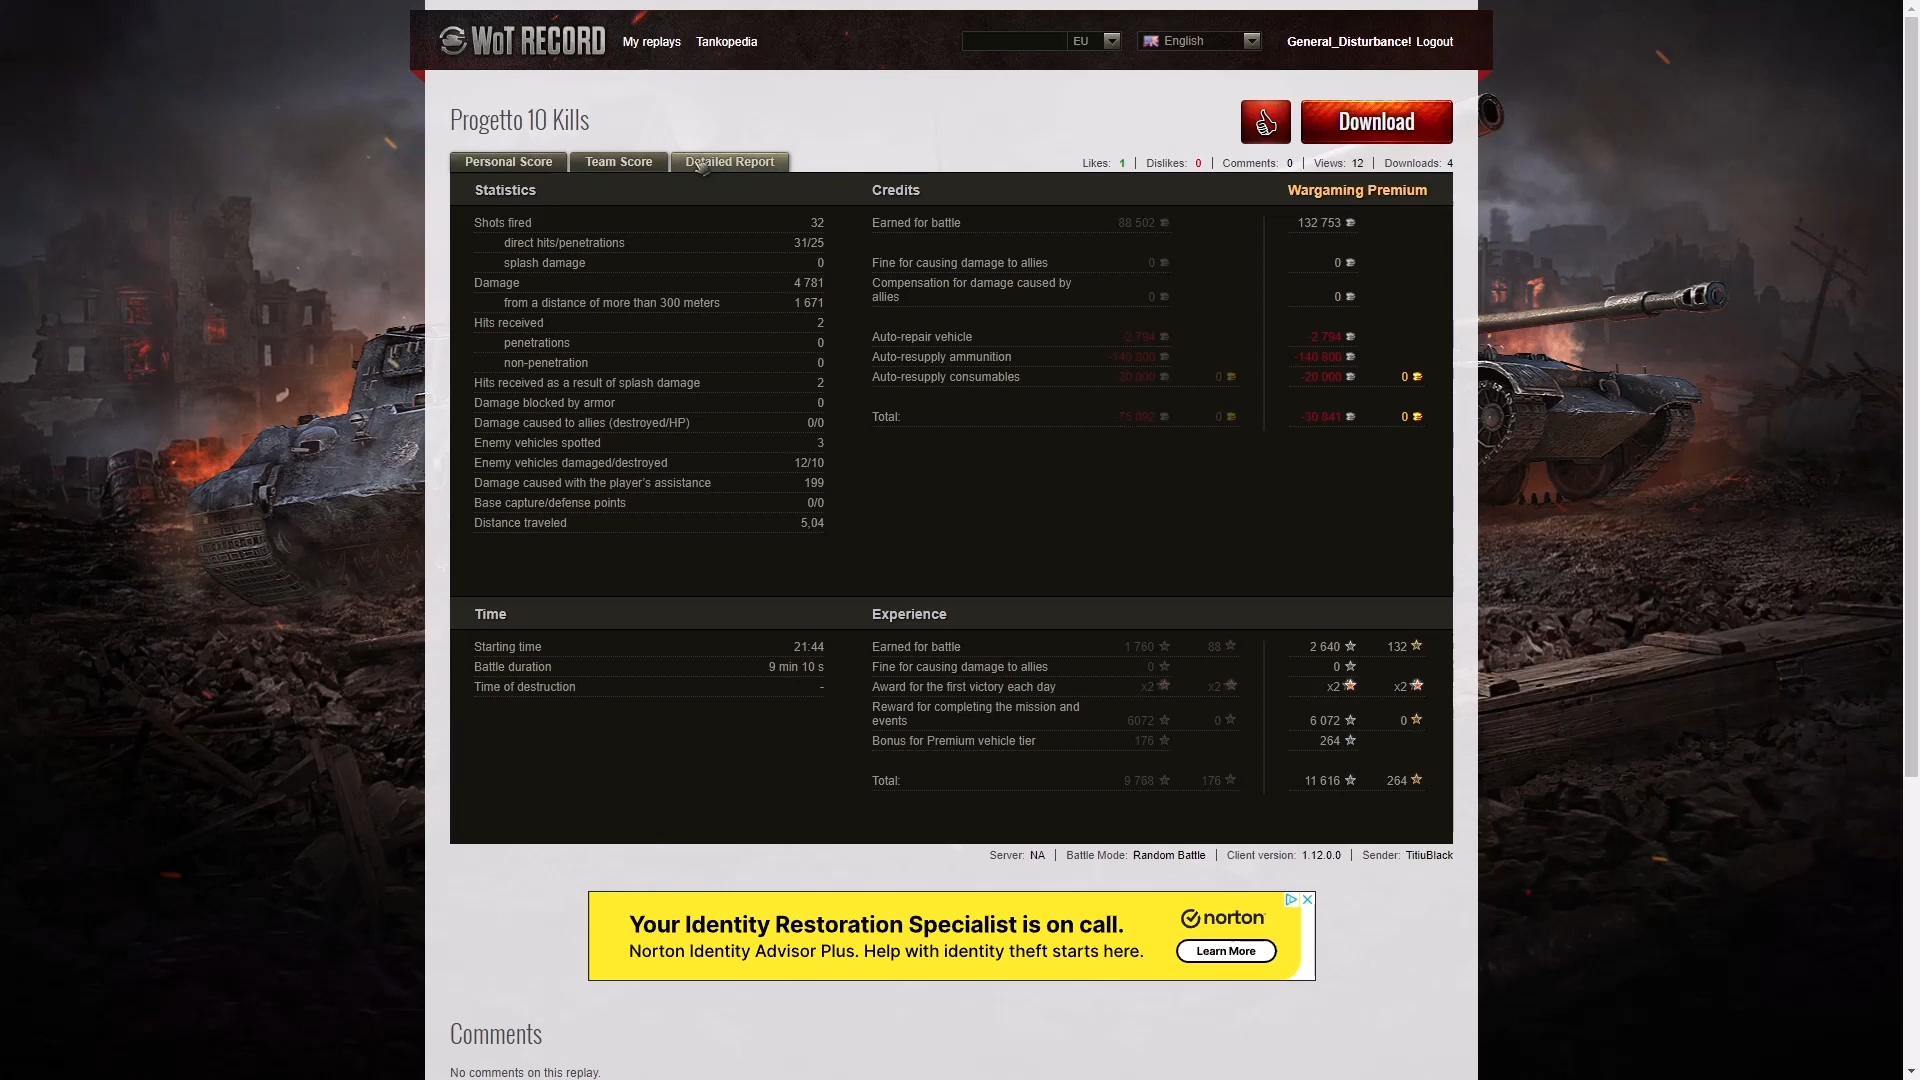 WOT RECORD My replays Tankopedia EU English General_Disturbance! Logout
Progetto 10 Kills Download
Personal Score Team Score Detailed Report Likes: 1 | Dislikes: 0 | Comments: 0 | Views: 12 | Downloads: 4
Statistics Credits Wargaming Premium
Shots fired 32 Earned for battle 88 502 132 753
direct hits/penetrations 31/25
splash damage 0 Fine for causing damage to allies 0 0
Damage 4 781 Compensation for damage caused by
allies 0 0
from a distance of more than 300 meters 1 671
Hits received 2
penetrations 0 Auto-repair vehicle -2 794 -2 794
non-penetration 0 Auto-resupply ammunition -140 800 -140 800
Hits received as a result of splash damage 2 Auto-resupply consumables -20 000 0 -20 000 0
Damage blocked by armor 0
Damage caused to allies (destroyed/HP) 0/0 Total: -75 092 0 -30 841 0
Enemy vehicles spotted 3
Enemy vehicles damaged/destroyed 12/10
Damage caused with the player's assistance 199
Base capture/defense points 0/0
Distance traveled 5,04
Time Experience
Starting time 21:44 Earned for battle 1 760 88 2 640 132
Battle duration 9 min 10 s Fine for causing damage to allies 0 0
Time of destruction - Award for the first victory each day x2 x2 x2 x2
Reward for completing the mission and
events 6072 0 6 072 0
Bonus for Premium vehicle tier 176 264
Total: 9 768 176 11 616 264
Server: NA | Battle Mode: Random Battle | Client version: 1.12.0.0 | Sender: TitiuBlack
Your Identity Restoration Specialist is on call. norton
Norton Identity Advisor Plus. Help with identity theft starts here. Learn More
Comments
No comments on this replay.